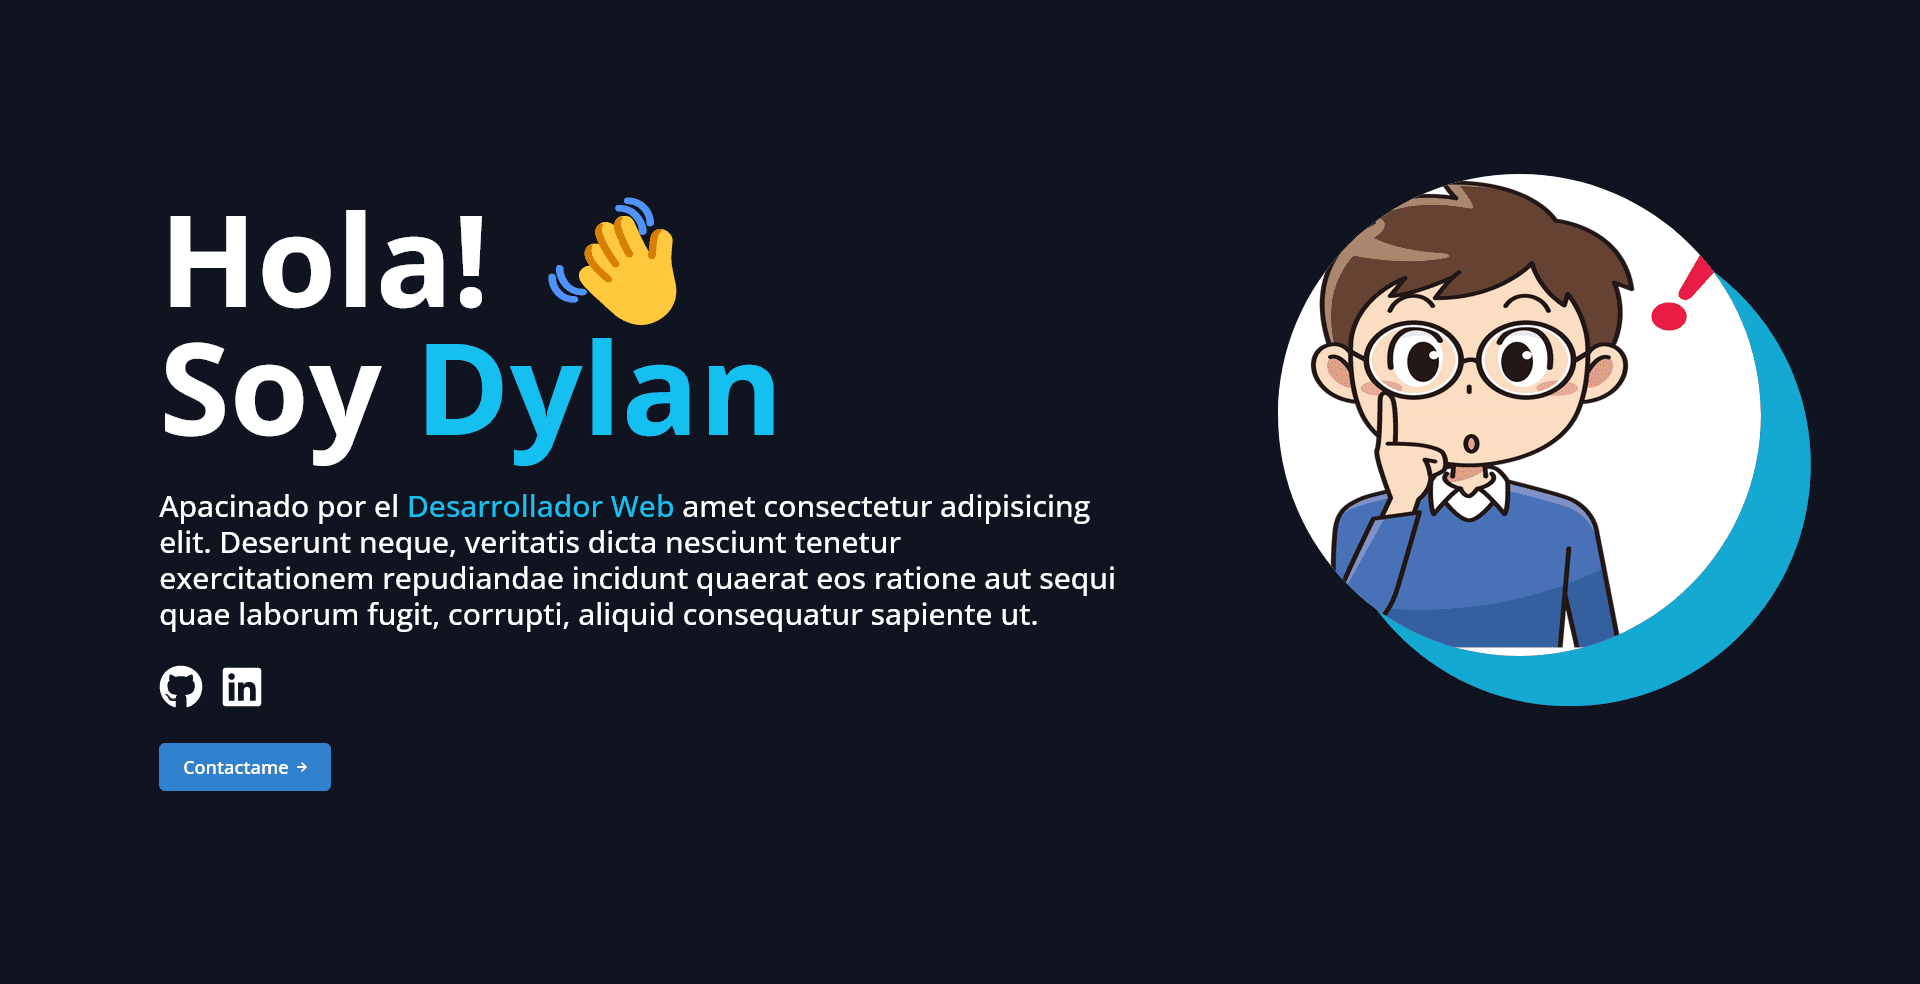 Hola!
Soy Dylan
Apacinado por el Desarrollador Web amet consectetur adipisicing
elit. Deserunt neque, veritatis dicta nesciunt tenetur
exercitationem repudiandae incidunt quaerat eos ratione aut sequi
quae laborum fugit, corrupti, aliquid consequatur sapiente ut.
in
Contactame →